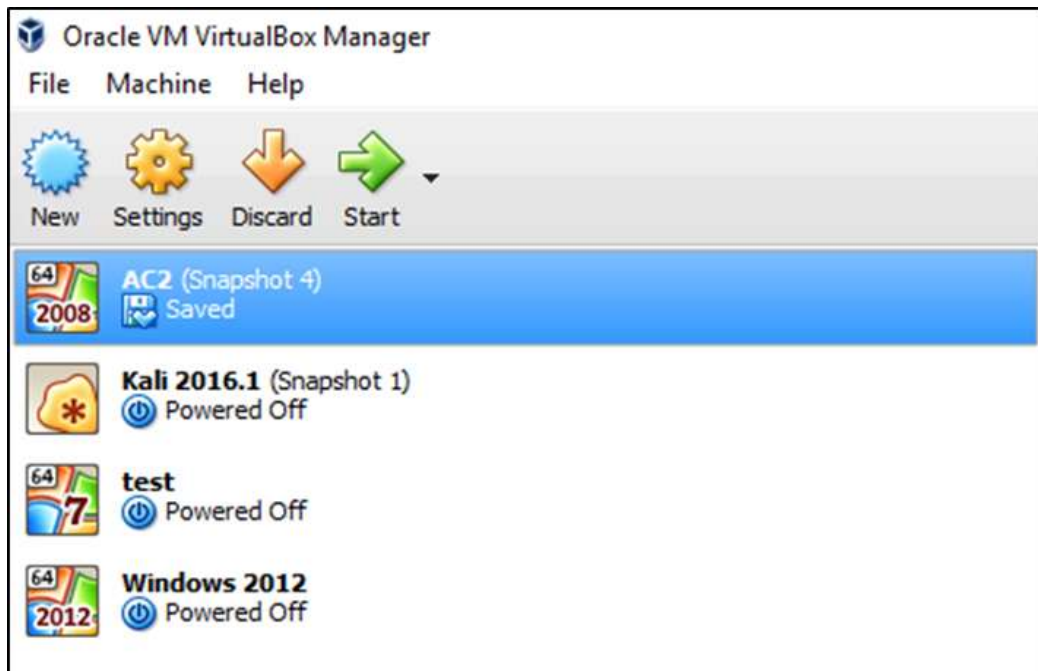 Oracle VM VirtualBox Manager
File Machine Help
New Settings Discard Start
64 2008 AC2 (Snapshot 4)
Saved
Kali 2016.1 (Snapshot 1)
Powered Off
64 7 test
Powered Off
64 2012 Windows 2012
Powered Off